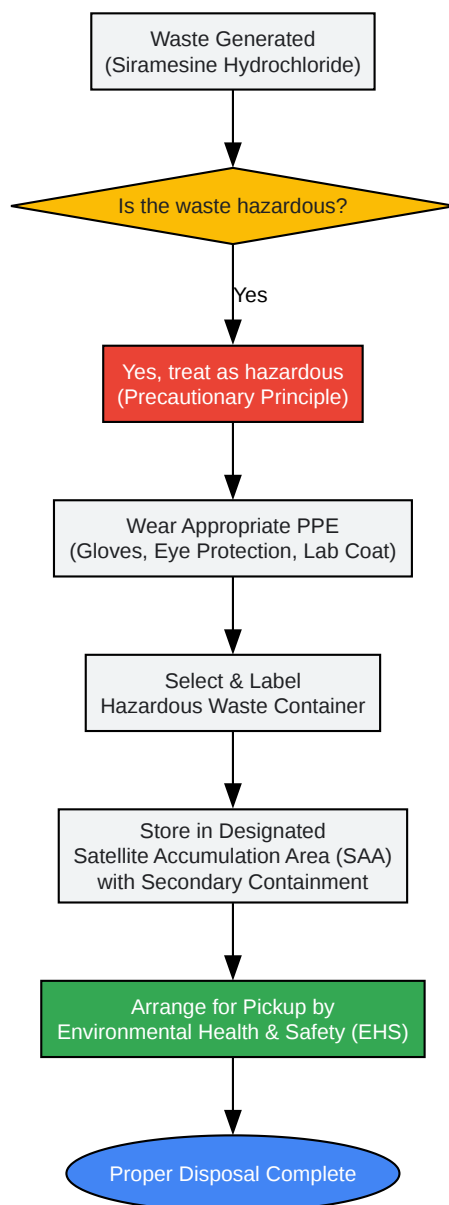 Waste Generated
(Siramesine Hydrochloride)
Is the waste hazardous?
Yes
Yes, treat as hazardous
(Precautionary Principle)
Wear Appropriate PPE
(Gloves, Eye Protection, Lab Coat)
Select & Label
Hazardous Waste Container
Store in Designated
Satellite Accumulation Area (SAA)
with Secondary Containment
Arrange for Pickup by
Environmental Health & Safety (EHS)
Proper Disposal Complete